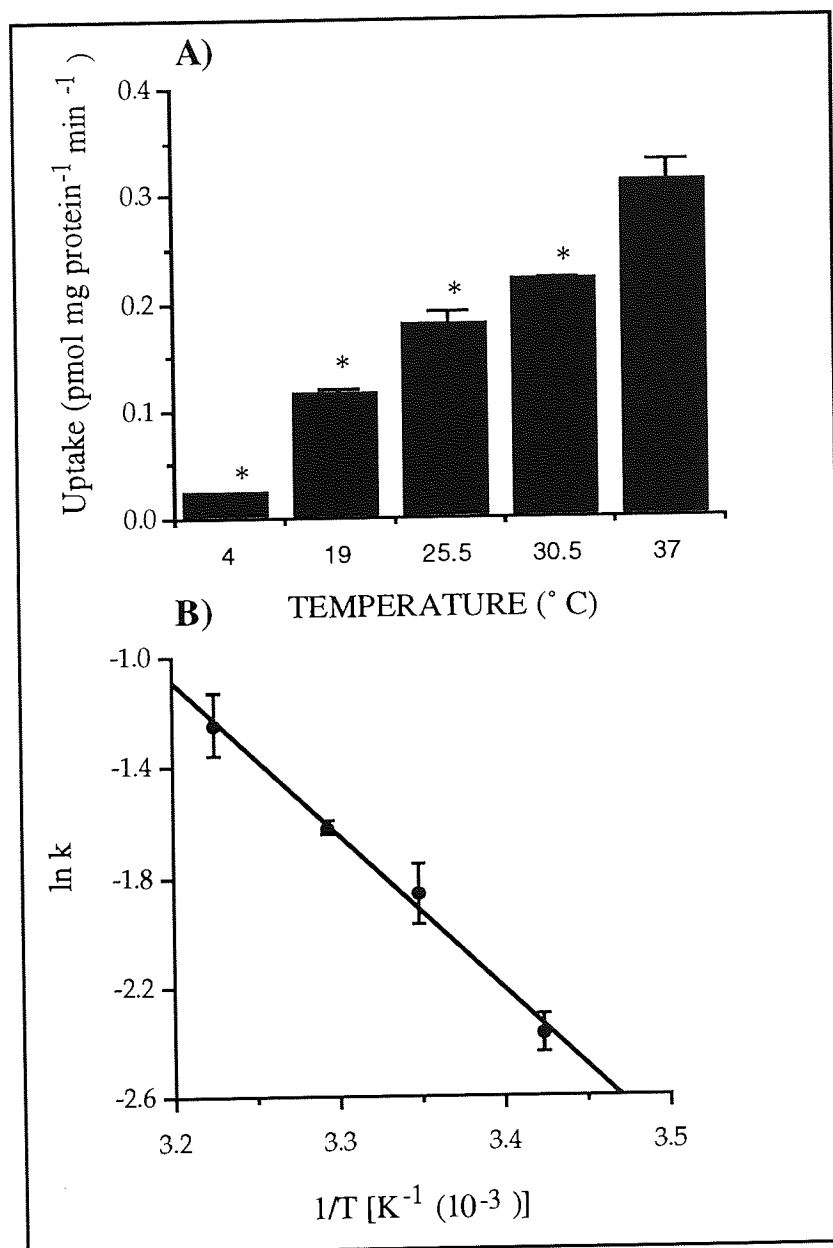 A)
Uptake (pmol mg protein⁻¹ min⁻¹ )
0.4
0.3
0.2
0.1
0.0
*
*
*
*
4 19 25.5 30.5 37
TEMPERATURE (° C)
B)
ln k
-1.0
-1.4
-1.8
-2.2
-2.6
3.2 3.3 3.4 3.5
1/T [K⁻¹ (10⁻³ )]